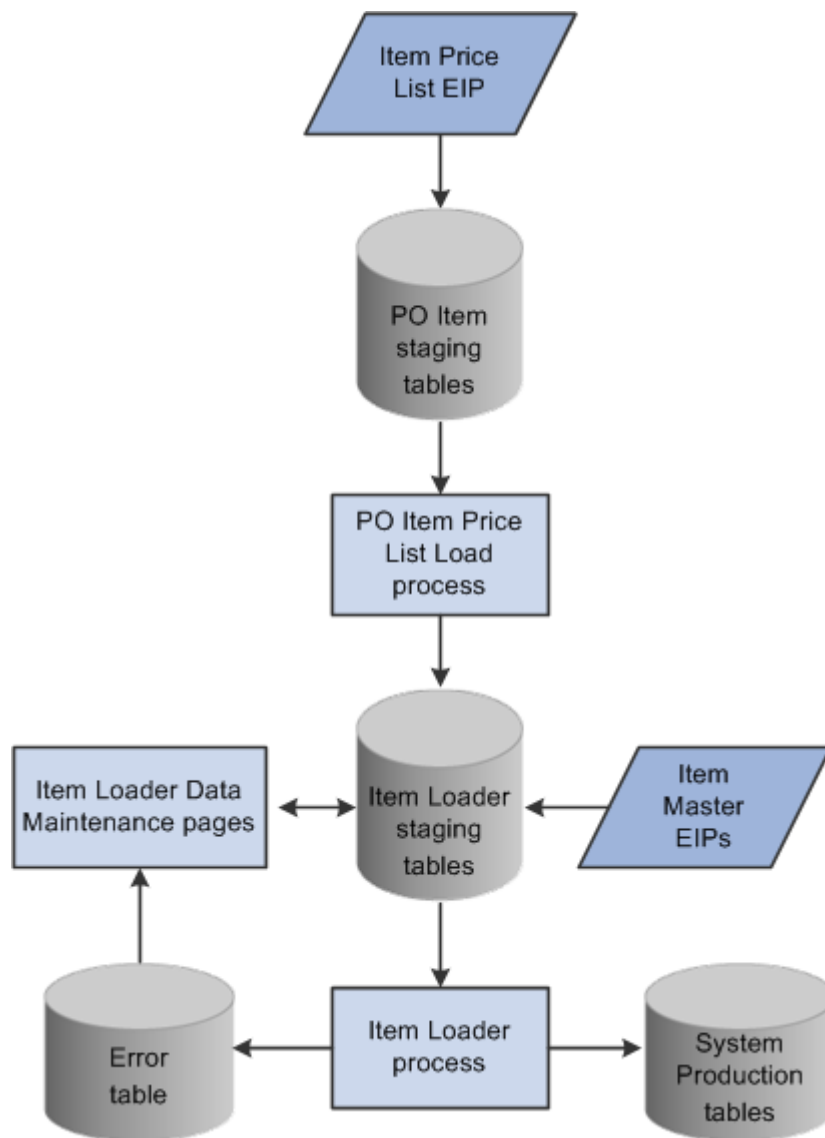 Item Price
List EIP
PO Item
staging
tables
PO Item Price
List Load
process
Item Loader Data
Maintenance pages
Item Loader
staging
tables
Item
Master
EIPs
Error
table
Item Loader
process
System
Production
tables